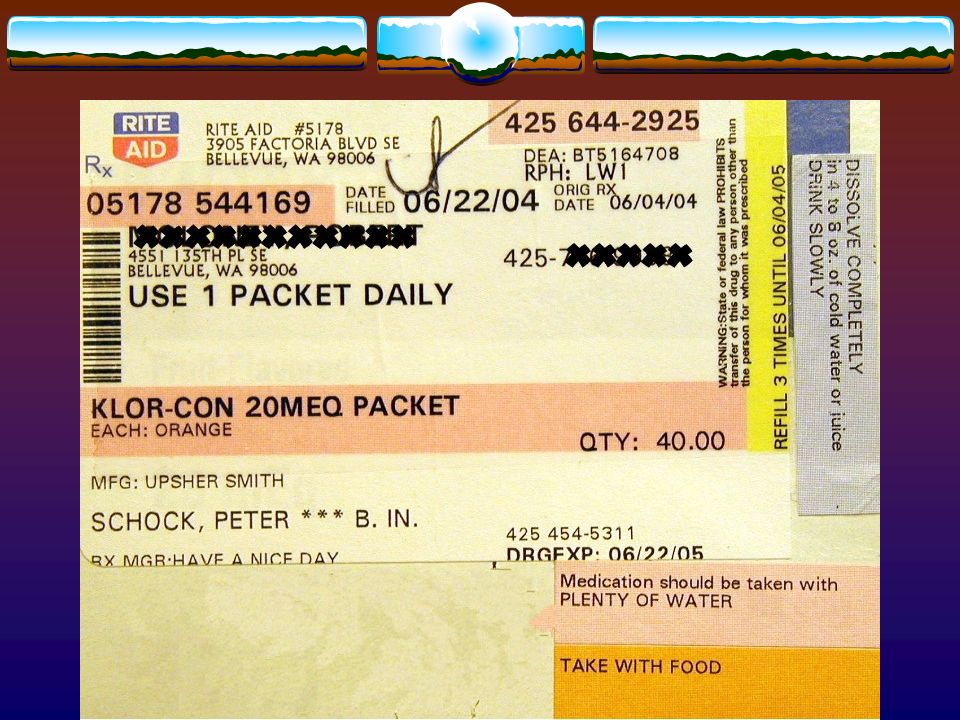 RITE AID
RITE AID #5178
3905 FACTORIA BLVD SE
BELLEVUE, WA 98006
425 644-2925
DEA: BT5164708
RPH: LW1
Rx
05178 544169
DATE FILLED 06/22/04
ORIG RX DATE 06/04/04
4551 135TH PL SE
BELLEVUE, WA 98006
425-7
USE 1 PACKET DAILY
KLOR-CON 20MEQ PACKET
EACH: ORANGE
QTY: 40.00
MFG: UPSHER SMITH
SCHOCK, PETER *** B. IN.
425 454-5311
RX MGR:HAVE A NICE DAY
DRGEXP: 06/22/05
WARNING:State or federal law PROHIBITS
transfer of this drug to any person other than
the person for whom it was prescribed
REFILL 3 TIMES UNTIL 06/04/05
DISSOLVE COMPLETELY
in 4 to 8 oz. of cold water or juice
DRINK SLOWLY
Medication should be taken with
PLENTY OF WATER
TAKE WITH FOOD